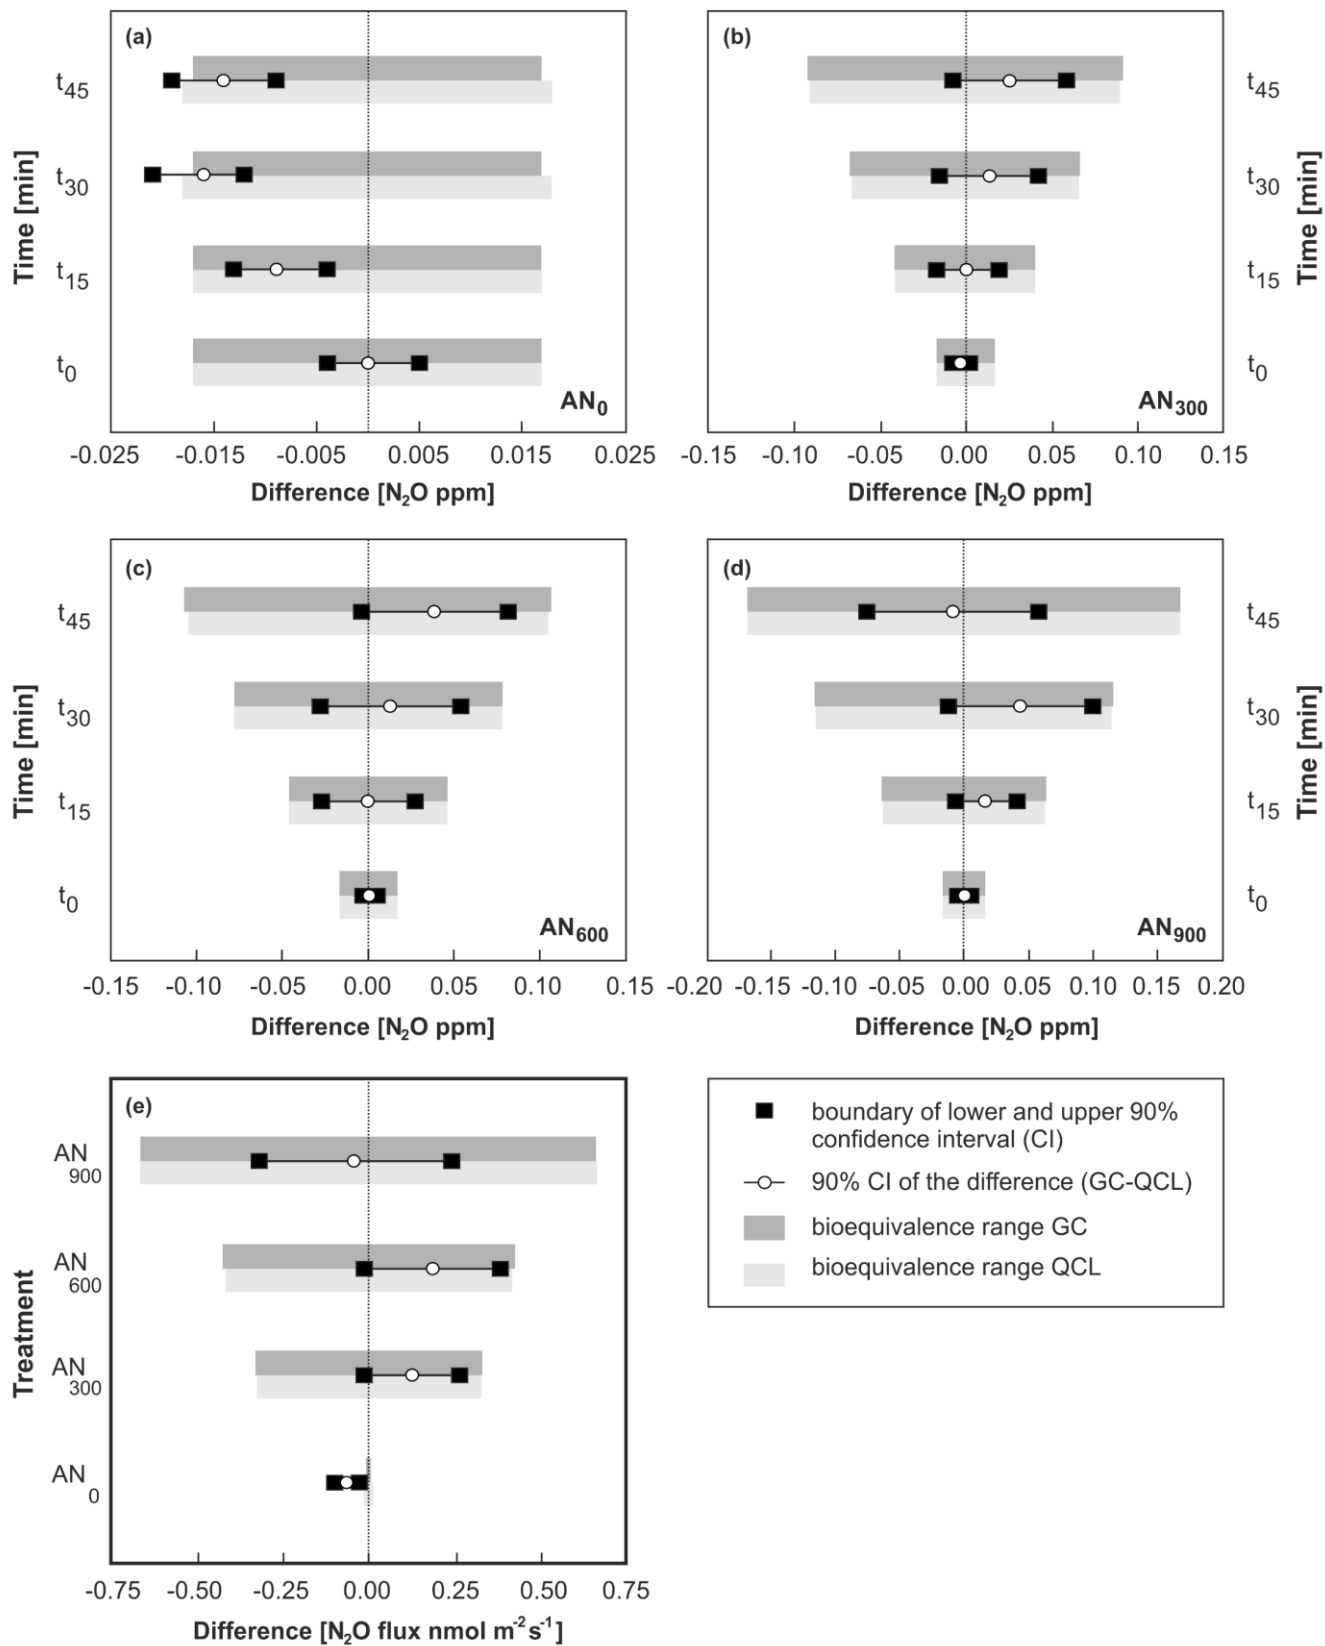 (a)
t45
t30
t15
t0
Time [min]
AN0
-0.025 -0.015 -0.005 0.005 0.015 0.025
Difference [N2O ppm]
(b)
t45
t30
t15
t0
Time [min]
AN300
-0.15 -0.10 -0.05 0.00 0.05 0.10 0.15
Difference [N2O ppm]
(c)
t45
t30
t15
t0
Time [min]
AN600
-0.15 -0.10 -0.05 0.00 0.05 0.10 0.15
Difference [N2O ppm]
(d)
t45
t30
t15
t0
Time [min]
AN900
-0.20 -0.15 -0.10 -0.05 0.00 0.05 0.10 0.15 0.20
Difference [N2O ppm]
(e)
AN 900
AN 600
AN 300
AN 0
Treatment
-0.75 -0.50 -0.25 0.00 0.25 0.50 0.75
Difference [N2O flux nmol m⁻² s⁻¹]
boundary of lower and upper 90%
confidence interval (CI)
90% CI of the difference (GC-QCL)
bioequivalence range GC
bioequivalence range QCL